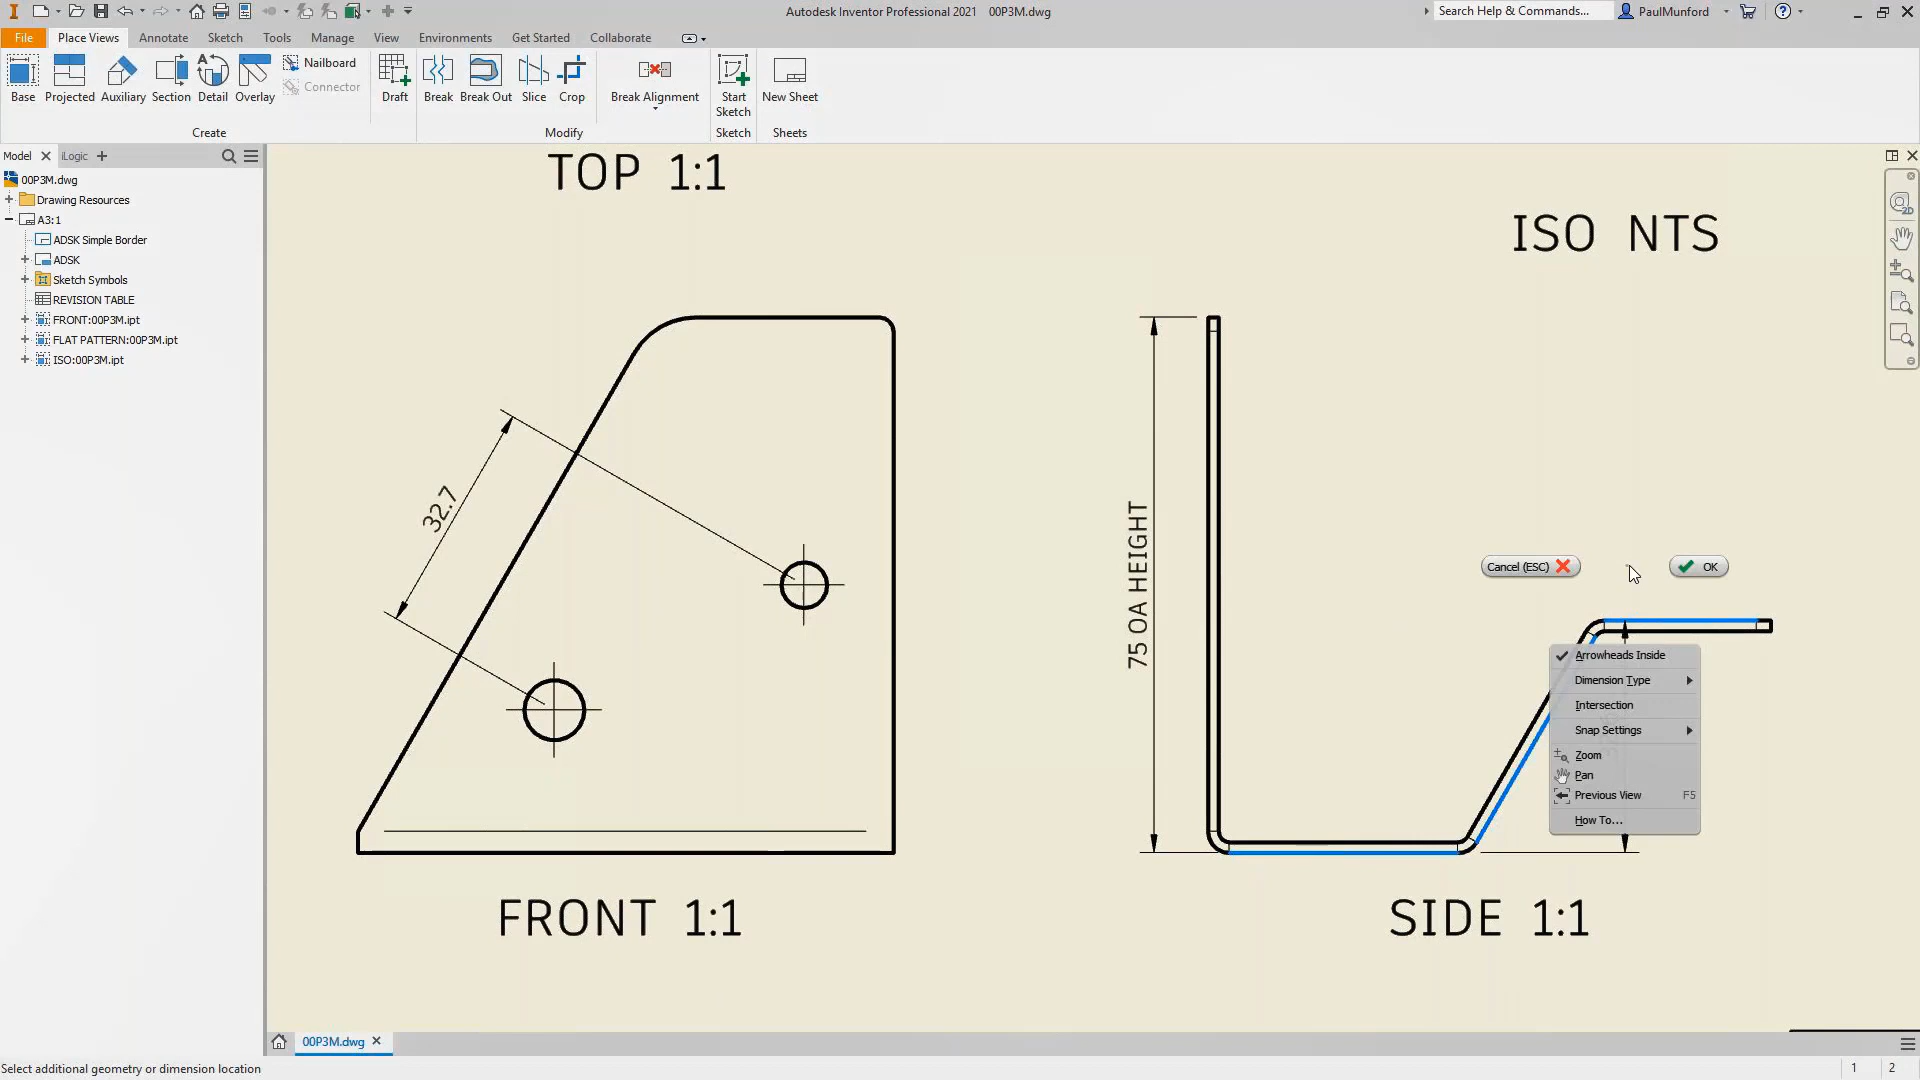 Autodesk Inventor Professional 2021 00P3M.dwg
Search Help & Commands...
PaulMunford
File
Place Views
Annotate
Sketch
Tools
Manage
View
Environments
Get Started
Collaborate
Base
Projected
Auxiliary
Section
Detail
Overlay
Nailboard
Connector
Draft
Break
Break Out
Slice
Crop
Break Alignment
Start
Sketch
New Sheet
Create
Modify
Sketch
Sheets
Model
iLogic
00P3M.dwg
Drawing Resources
A3:1
ADSK Simple Border
ADSK
Sketch Symbols
REVISION TABLE
FRONT:00P3M.ipt
FLAT PATTERN:00P3M.ipt
ISO:00P3M.ipt
TOP 1:1
ISO NTS
2D
32.7
75 OA HEIGHT
Cancel (ESC)
OK
Arrowheads Inside
Dimension Type
Intersection
Snap Settings
Zoom
Pan
Previous View F5
How To...
FRONT 1:1
SIDE 1:1
00P3M.dwg
Select additional geometry or dimension location
1 2